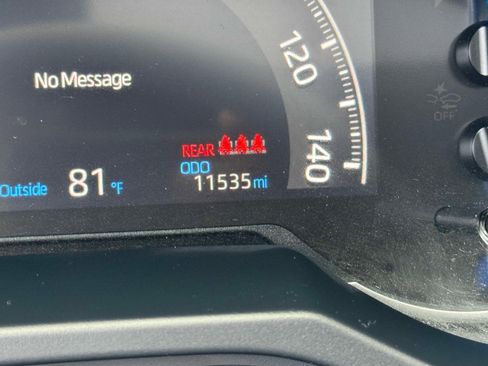 No Message
120
140
OFF
REAR
ODO
Outside 81°F 11535 mi